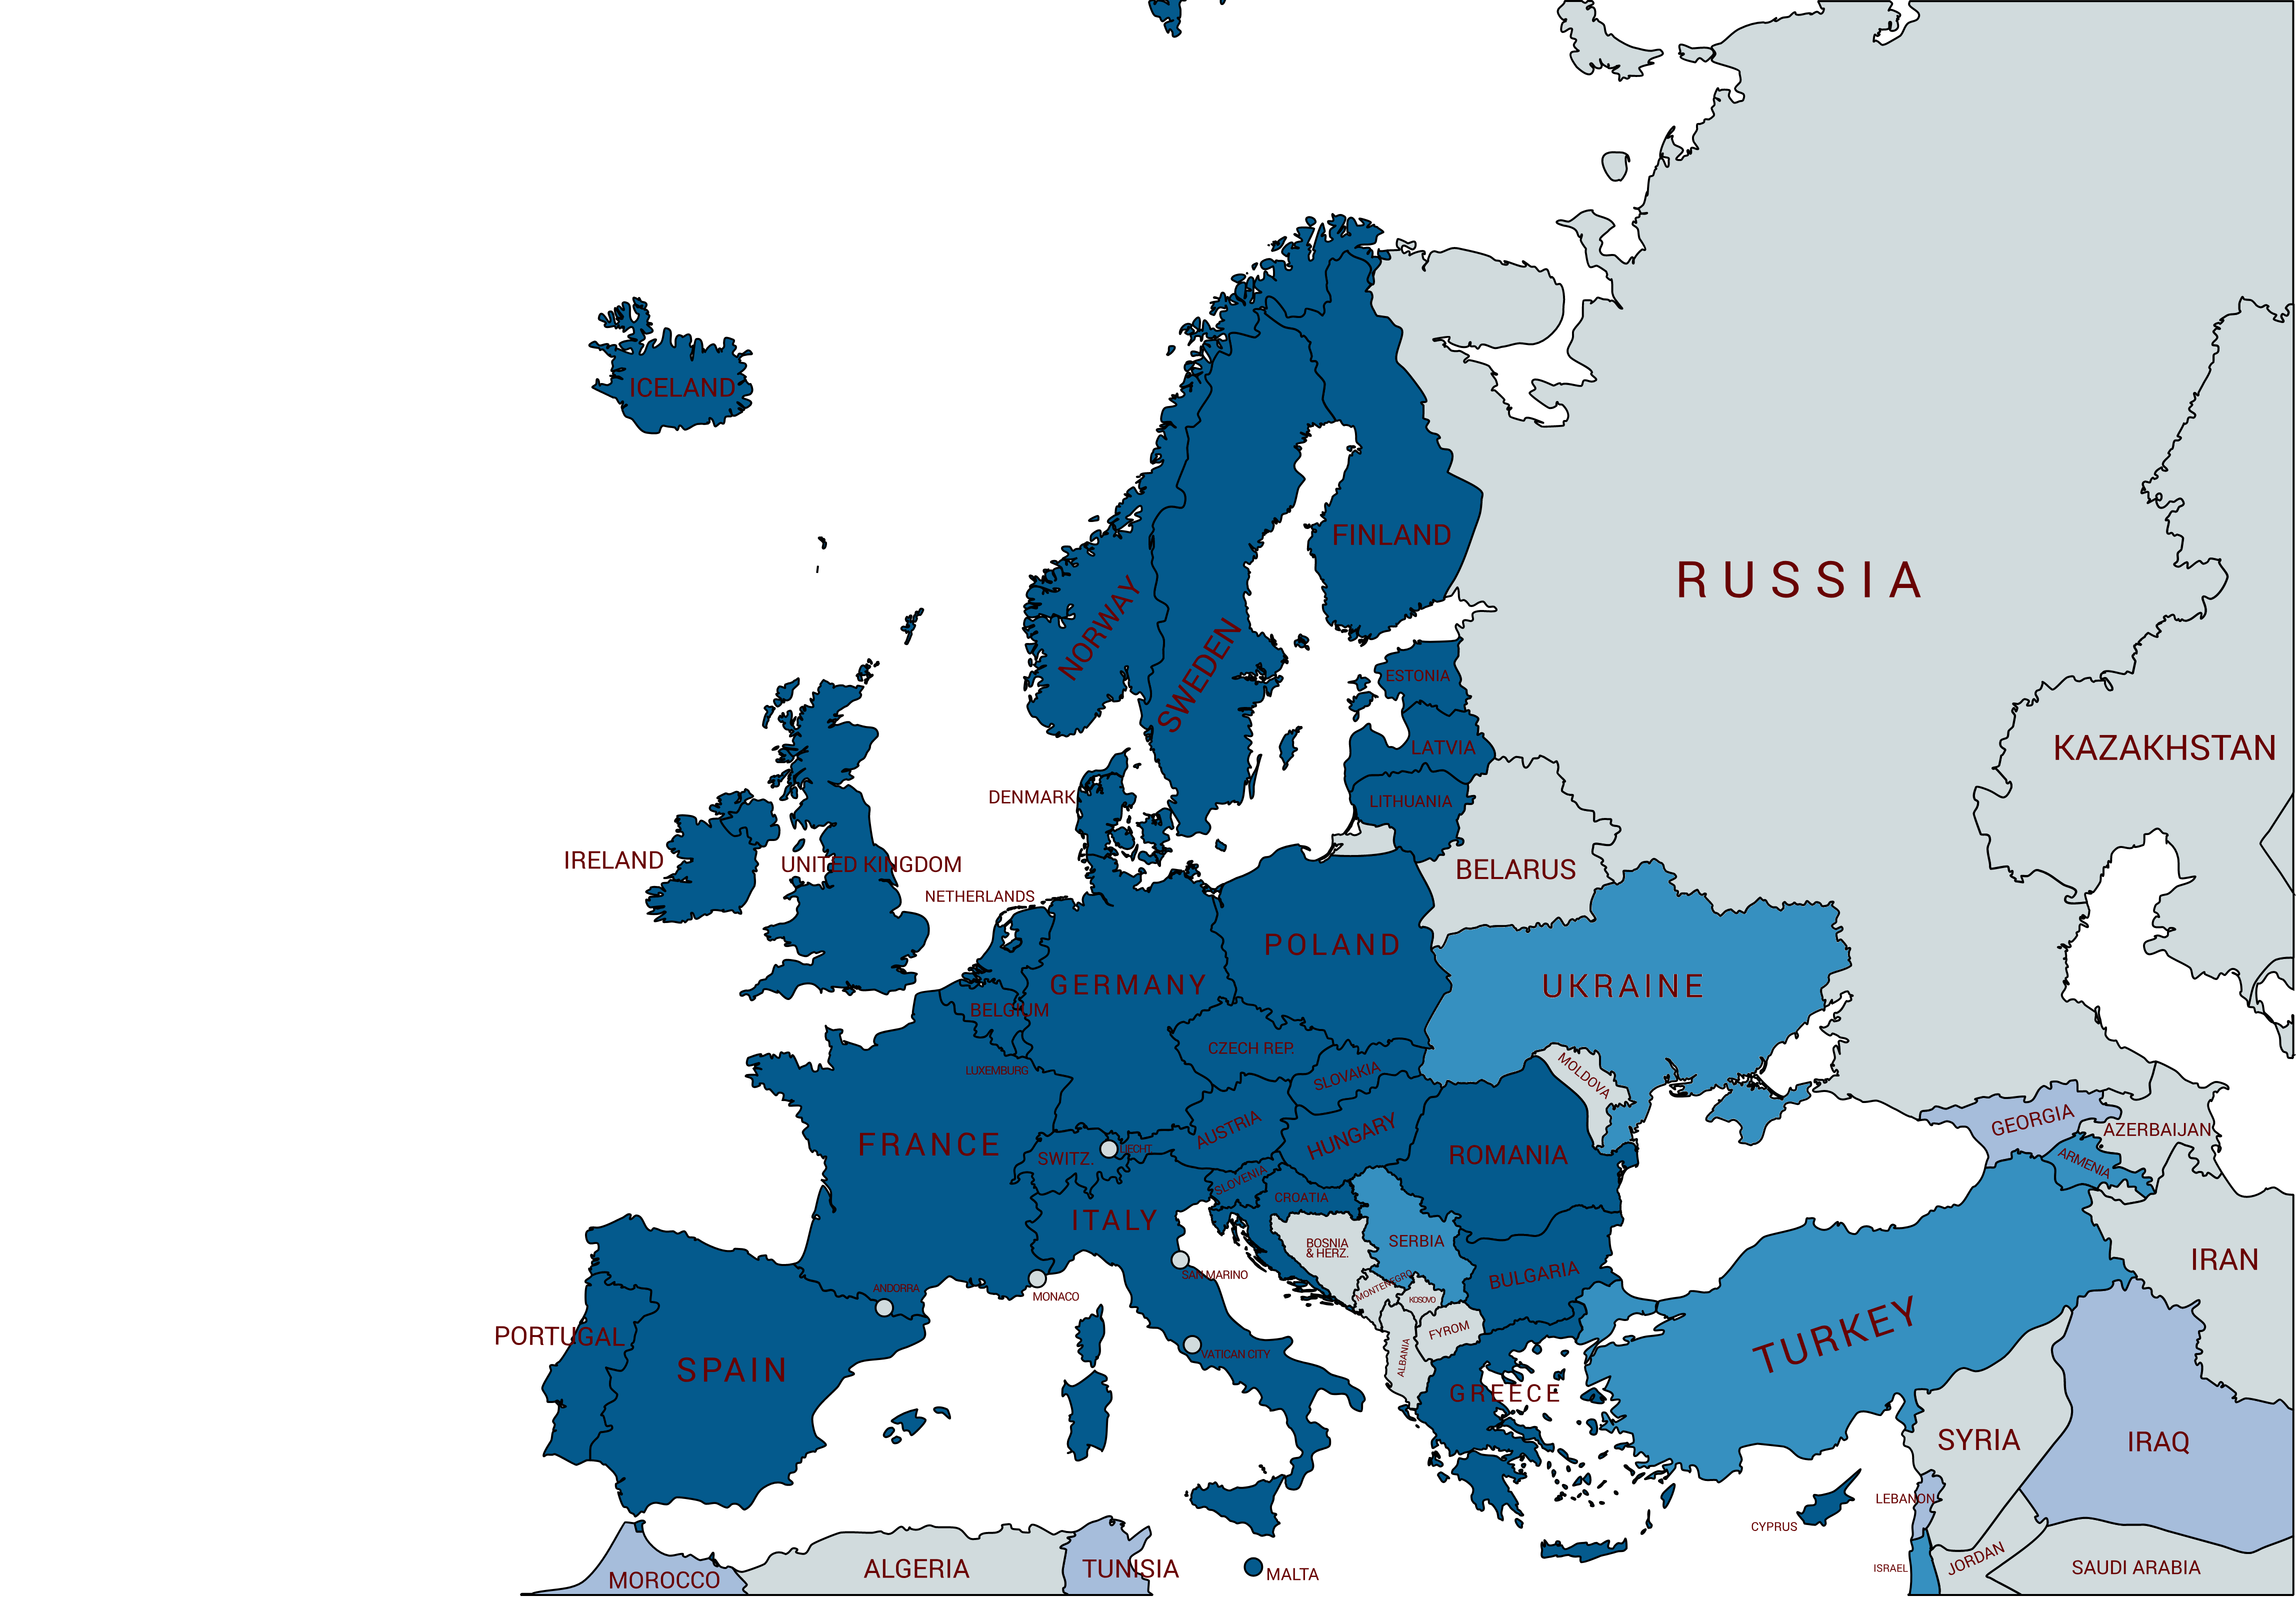 ICELAND
FINLAND
RUSSIA
NORWAY
SWEDEN
ESTONIA
LATVIA
KAZAKHSTAN
DENMARK
LITHUANIA
IRELAND
UNITED KINGDOM
BELARUS
NETHERLANDS
POLAND
GERMANY
UKRAINE
BELGIUM
CZECH REP.
LUXEMBURG
SLOVAKIA
MOLDOVA
FRANCE
AUSTRIA
HUNGARY
GEORGIA
AZERBAIJAN
SWITZ.
LIECHT
ROMANIA
ARMENIA
SLOVENIA
CROATIA
ITALY
BOSNIA
& HERZ.
SERBIA
IRAN
SAN MARINO
MONTENEGRO
BULGARIA
ANDORRA
MONACO
KOSOVO
PORTUGAL
FYROM
TURKEY
VATICAN CITY
ALBANIA
SPAIN
GREECE
SYRIA
IRAQ
LEBANON
CYPRUS
ALGERIA
TUNISIA
MOROCCO
MALTA
ISRAEL
JORDAN
SAUDI ARABIA